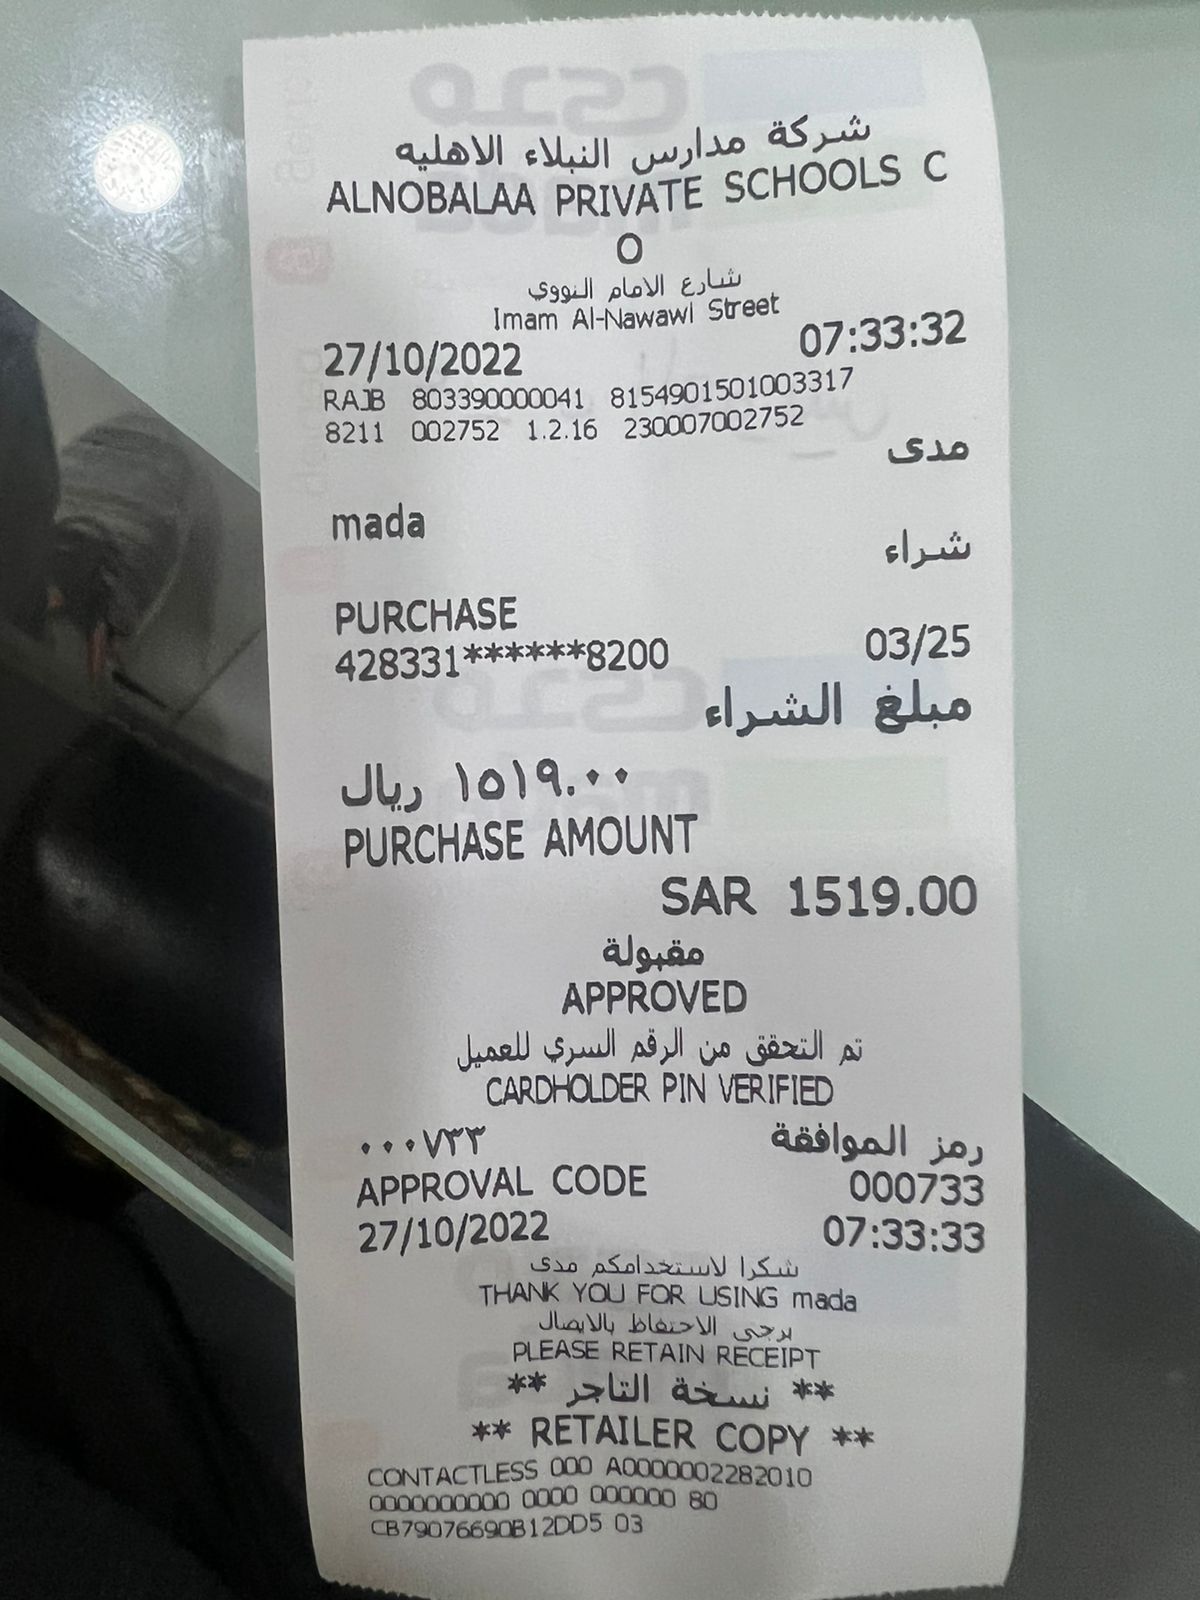 شركة مدارس النبلاء الاهليه
ALNOBALAA PRIVATE SCHOOLS C
O
شارع الامام النووي
Imam Al-Nawawi Street
27/10/2022 07:33:32
RAJB 803390000041 8154901501003317
8211 002752 1.2.16 230007002752
مدى
mada
شراء
PURCHASE
428331******8200 03/25
مبلغ الشراء
١٥١٩.٠٠ ريال
PURCHASE AMOUNT
SAR 1519.00
مقبولة
APPROVED
تم التحقق من الرقم السري للعميل
CARDHOLDER PIN VERIFIED
رمز الموافقة ٠٠٠٧٣٣
APPROVAL CODE 000733
27/10/2022 07:33:33
شكرا لاستخدامكم مدى
THANK YOU FOR USING mada
يرجى الاحتفاظ بالايصال
PLEASE RETAIN RECEIPT
** نسخة التاجر **
** RETAILER COPY **
CONTACTLESS 000 A0000002282010
0000000000 0000 000000 80
CB79076690B12DD5 03